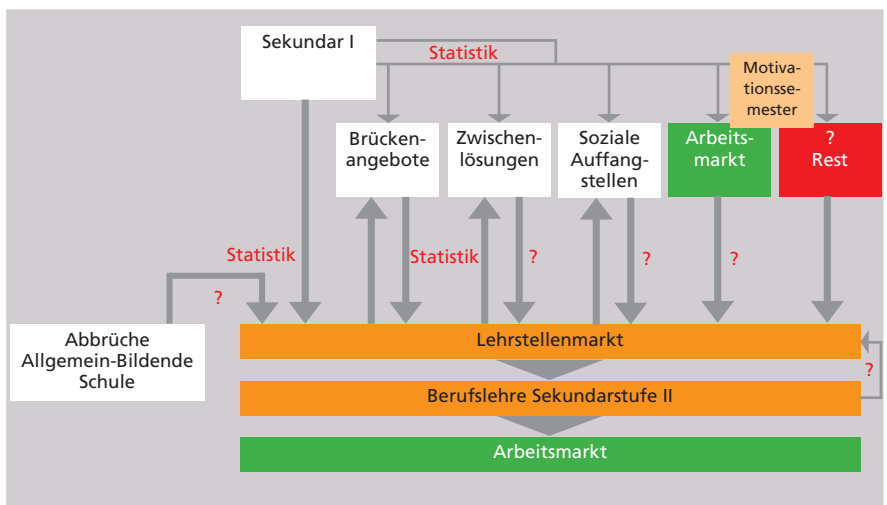 Sekundar I
Statistik
Motiva-
tionsse-
mester
Brücken-
angebote
Zwischen-
lösungen
Soziale
Auffang-
stellen
Arbeits-
markt
?
Rest
Statistik
Statistik
?
?
?
?
Abbrüche
Allgemein-Bildende
Schule
Lehrstellenmarkt
?
Berufslehre Sekundarstufe II
Arbeitsmarkt